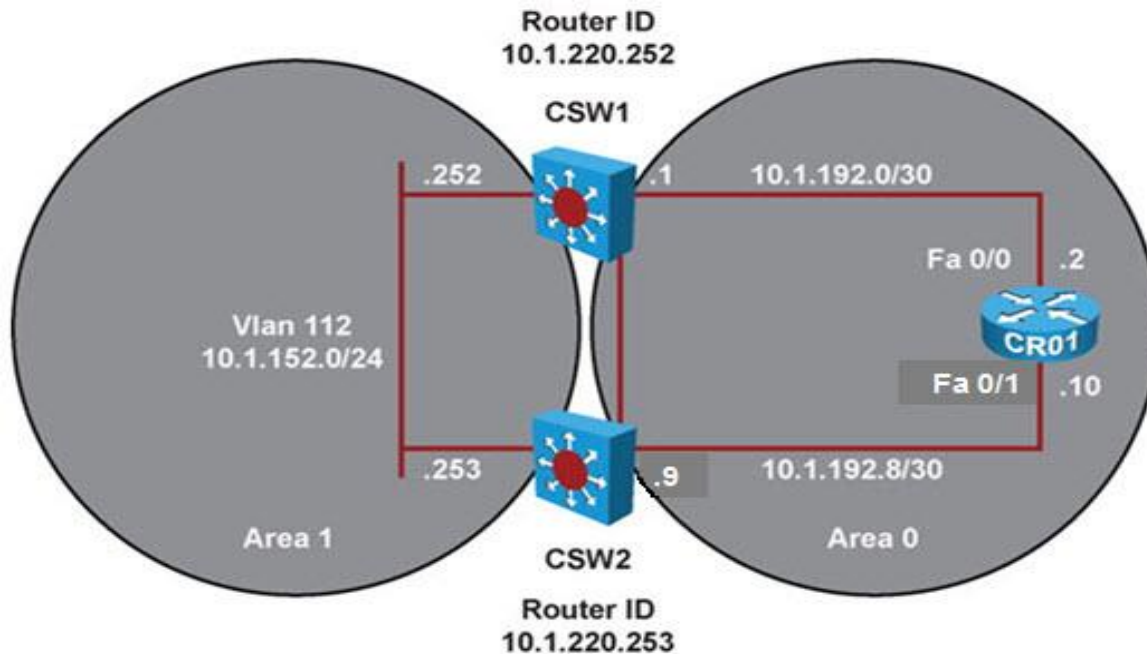 Router ID
10.1.220.252
CSW1
.252
.1
10.1.192.0/30
Fa 0/0
.2
Vlan 112
10.1.152.0/24
CR01
Fa 0/1
.10
.253
.9
10.1.192.8/30
Area 1
Area 0
CSW2
Router ID
10.1.220.253